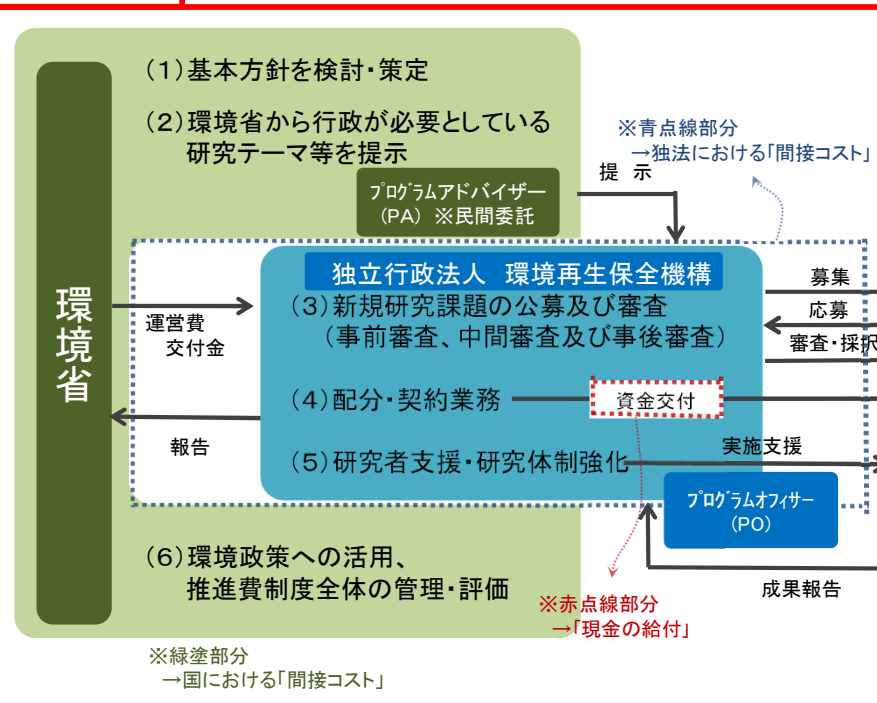 (1)基本方針を検討・策定
(2)環境省から行政が必要としている
研究テーマ等を提示
※青点線部分
→独法における「間接コスト」
提 示
プログラムアドバイザー
(PA) ※民間委託
環境省
独立行政法人 環境再生保全機構
運営費
交付金
(3)新規研究課題の公募及び審査
(事前審査、中間審査及び事後審査)
募集
応募
審査・採択
(4)配分・契約業務
資金交付
報告
(5)研究者支援・研究体制強化
実施支援
プログラムオフィサー
(PO)
(6)環境政策への活用、
推進費制度全体の管理・評価
成果報告
※赤点線部分
→「現金の給付」
※緑塗部分
→国における「間接コスト」